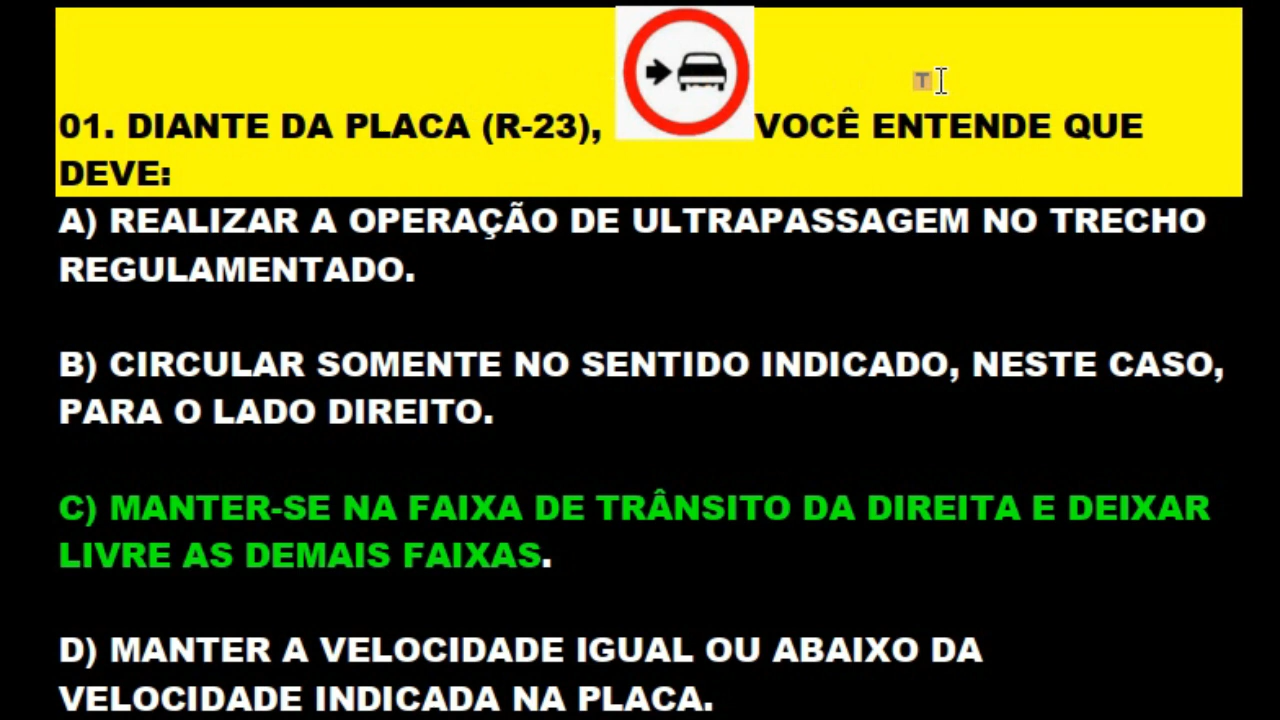 01. DIANTE DA PLACA (R-23), VOCÊ ENTENDE QUE
DEVE:
A) REALIZAR A OPERAÇÃO DE ULTRAPASSAGEM NO TRECHO
REGULAMENTADO.
B) CIRCULAR SOMENTE NO SENTIDO INDICADO, NESTE CASO,
PARA O LADO DIREITO.
C) MANTER-SE NA FAIXA DE TRÂNSITO DA DIREITA E DEIXAR
LIVRE AS DEMAIS FAIXAS.
D) MANTER A VELOCIDADE IGUAL OU ABAIXO DA
VELOCIDADE INDICADA NA PLACA.